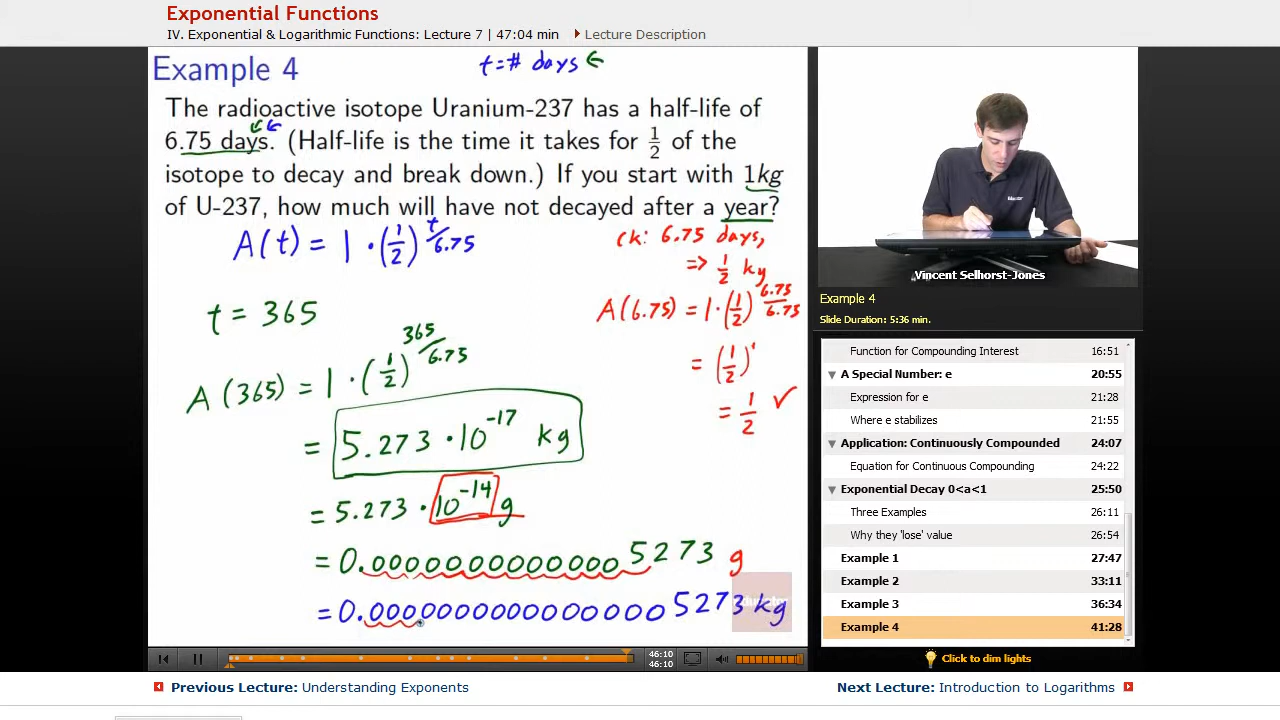 Exponential Functions
IV. Exponential & Logarithmic Functions: Lecture 7 | 47:04 min Lecture Description
Example 4
t = # days ←
The radioactive isotope Uranium-237 has a half-life of
6.75 days. (Half-life is the time it takes for 1/2 of the
isotope to decay and break down.) If you start with 1kg
of U-237, how much will have not decayed after a year?
A(t) = 1 · (1/2)^t/6.75
ck: 6.75 days,
=> 1/2 kg
A(6.75) = 1 · (1/2)^6.75/6.75
= (1/2)^1
= 1/2 ✓
t = 365
A(365) = 1 · (1/2)^365/6.75
= 5.273 · 10^-17 kg
= 5.273 · 10^-14 g
= 0.00000000000005273 g
= 0.00000000000000005273 kg
Vincent Selhorst-Jones
Example 4
Slide Duration: 5:36 min.
Function for Compounding Interest 16:51
A Special Number: e 20:55
Expression for e 21:28
Where e stabilizes 21:55
Application: Continuously Compounded 24:07
Equation for Continuous Compounding 24:22
Exponential Decay 0<a<1 25:50
Three Examples 26:11
Why they 'lose' value 26:54
Example 1 27:47
Example 2 33:11
Example 3 36:34
Example 4 41:28
46:10
46:10
Click to dim lights
Previous Lecture: Understanding Exponents
Next Lecture: Introduction to Logarithms